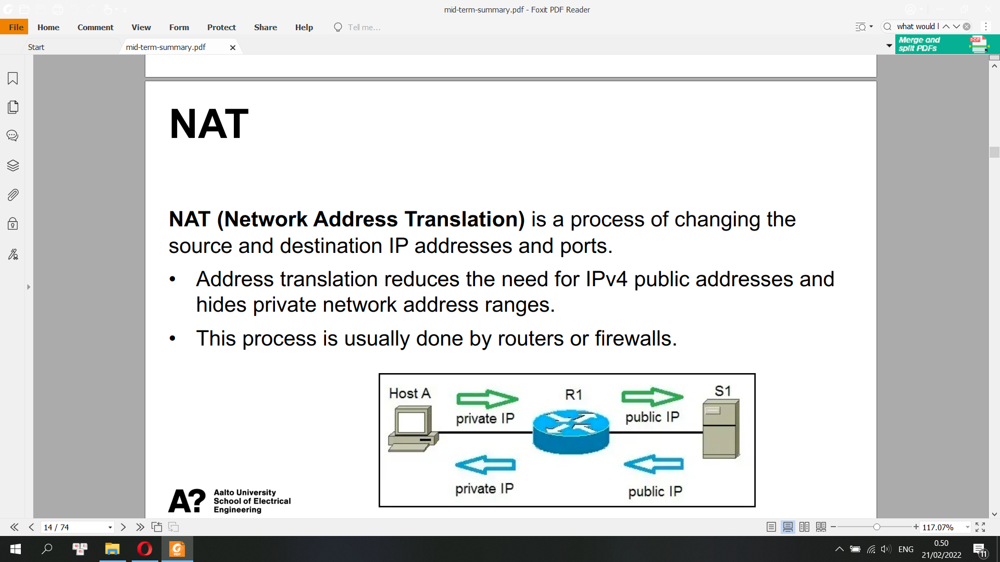 mid-term-summary.pdf - Foxit PDF Reader
File Home Comment View Form Protect Share Help Tell me...
what would l
Start
mid-term-summary.pdf
Merge and
split PDFs
PDF
NAT
NAT (Network Address Translation) is a process of changing the
source and destination IP addresses and ports.
• Address translation reduces the need for IPv4 public addresses and
hides private network address ranges.
• This process is usually done by routers or firewalls.
Host A
R1
S1
private IP
public IP
private IP
public IP
A?
Aalto University
School of Electrical
Engineering
14 / 74
117.07%
ENG
0.50
21/02/2022
11